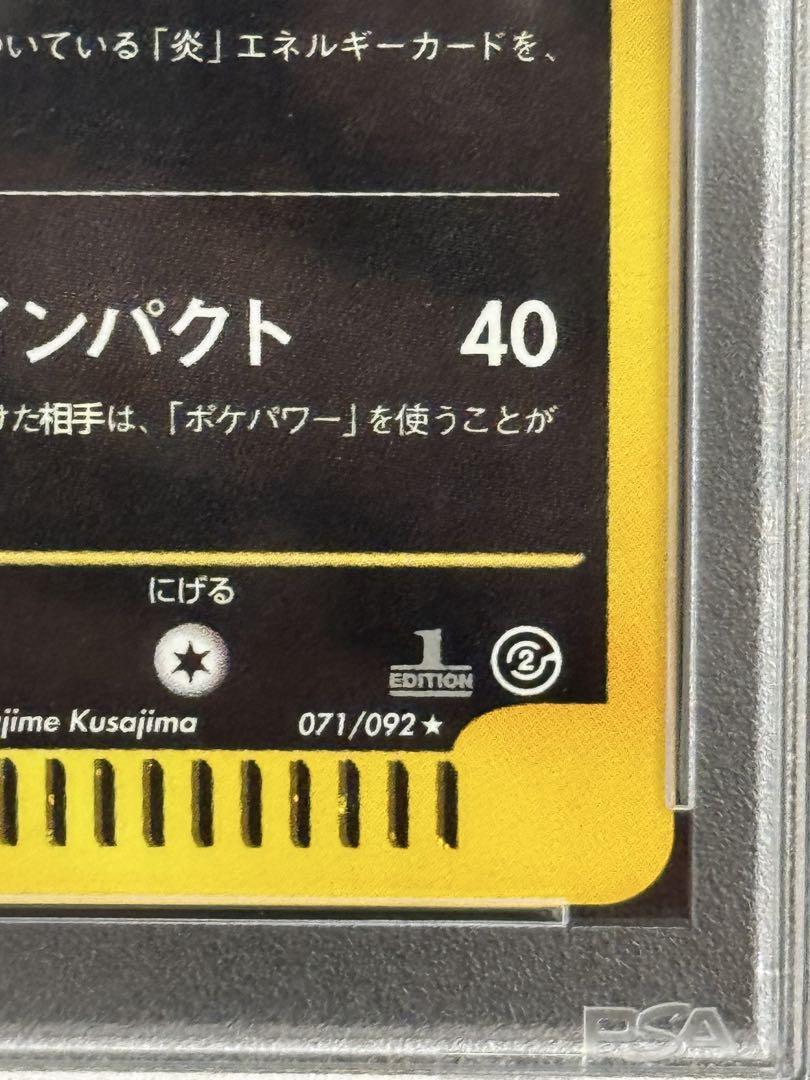 いている「炎」エネルギーカードを、
インパクト 40
けた相手は、「ポケパワー」を使うことが
にげる
1
EDITION
2
jime Kusajima 071/092★
PSA